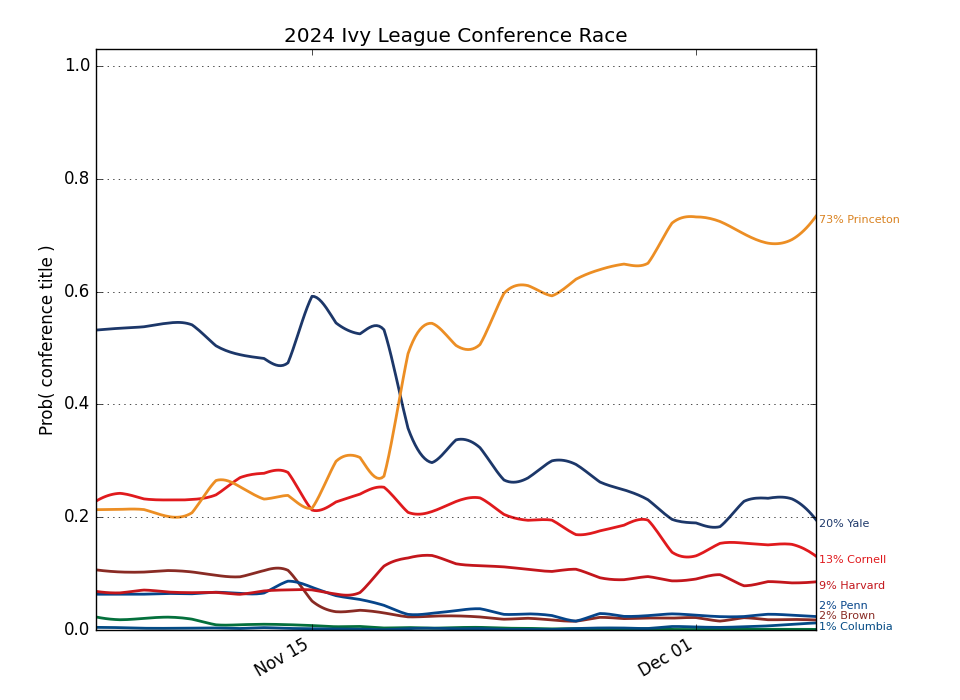 2024 Ivy League Conference Race
Prob( conference title )
1.0
0.8
0.6
0.4
0.2
0.0
Nov 15
Dec 01
73% Princeton
20% Yale
13% Cornell
9% Harvard
2% Penn
2% Brown
1% Columbia